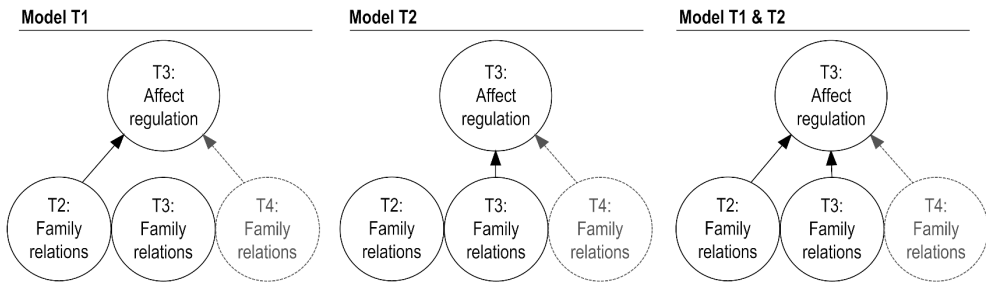 Model T1
T3:
Affect
regulation
T2:
Family
relations
T3:
Family
relations
T4:
Family
relations
Model T2
T3:
Affect
regulation
T2:
Family
relations
T3:
Family
relations
T4:
Family
relations
Model T1 & T2
T3:
Affect
regulation
T2:
Family
relations
T3:
Family
relations
T4:
Family
relations